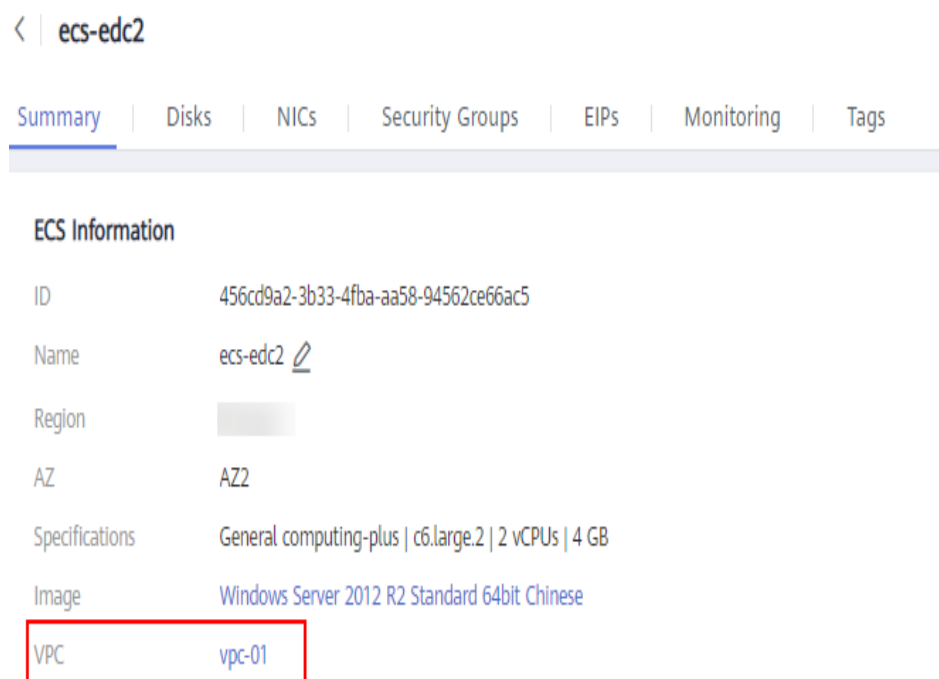 ecs-edc2
Summary Disks NICs Security Groups EIPs Monitoring Tags
ECS Information
ID 456cd9a2-3b33-4fba-aa58-94562ce66ac5
Name ecs-edc2
Region
AZ AZ2
Specifications General computing-plus | c6.large.2 | 2 vCPUs | 4 GB
Image Windows Server 2012 R2 Standard 64bit Chinese
VPC vpc-01